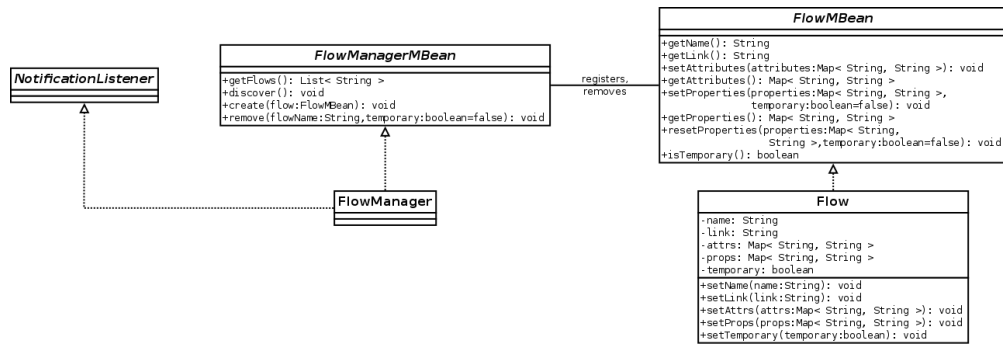 FlowMBean
+getName(): String
+getLink(): String
+setAttributes(attributes:Map< String, String >): void
+getAttributes(): Map< String, String >
+setProperties(properties:Map< String, String >,
temporary:boolean=false): void
+getProperties(): Map< String, String >
+resetProperties(properties:Map< String,
String >,temporary:boolean=false): void
+isTemporary(): boolean
FlowManagerMBean
+getFlows(): List< String >
+discover(): void
+create(flow:FlowMBean): void
+remove(flowName:String,temporary:boolean=false): void
registers,
removes
NotificationListener
FlowManager
Flow
-name: String
-link: String
-attrs: Map< String, String >
-props: Map< String, String >
-temporary: boolean
+setName(name:String): void
+setLink(link:String): void
+setAttrs(attrs:Map< String, String >): void
+setProps(props:Map< String, String >): void
+setTemporary(temporary:boolean): void